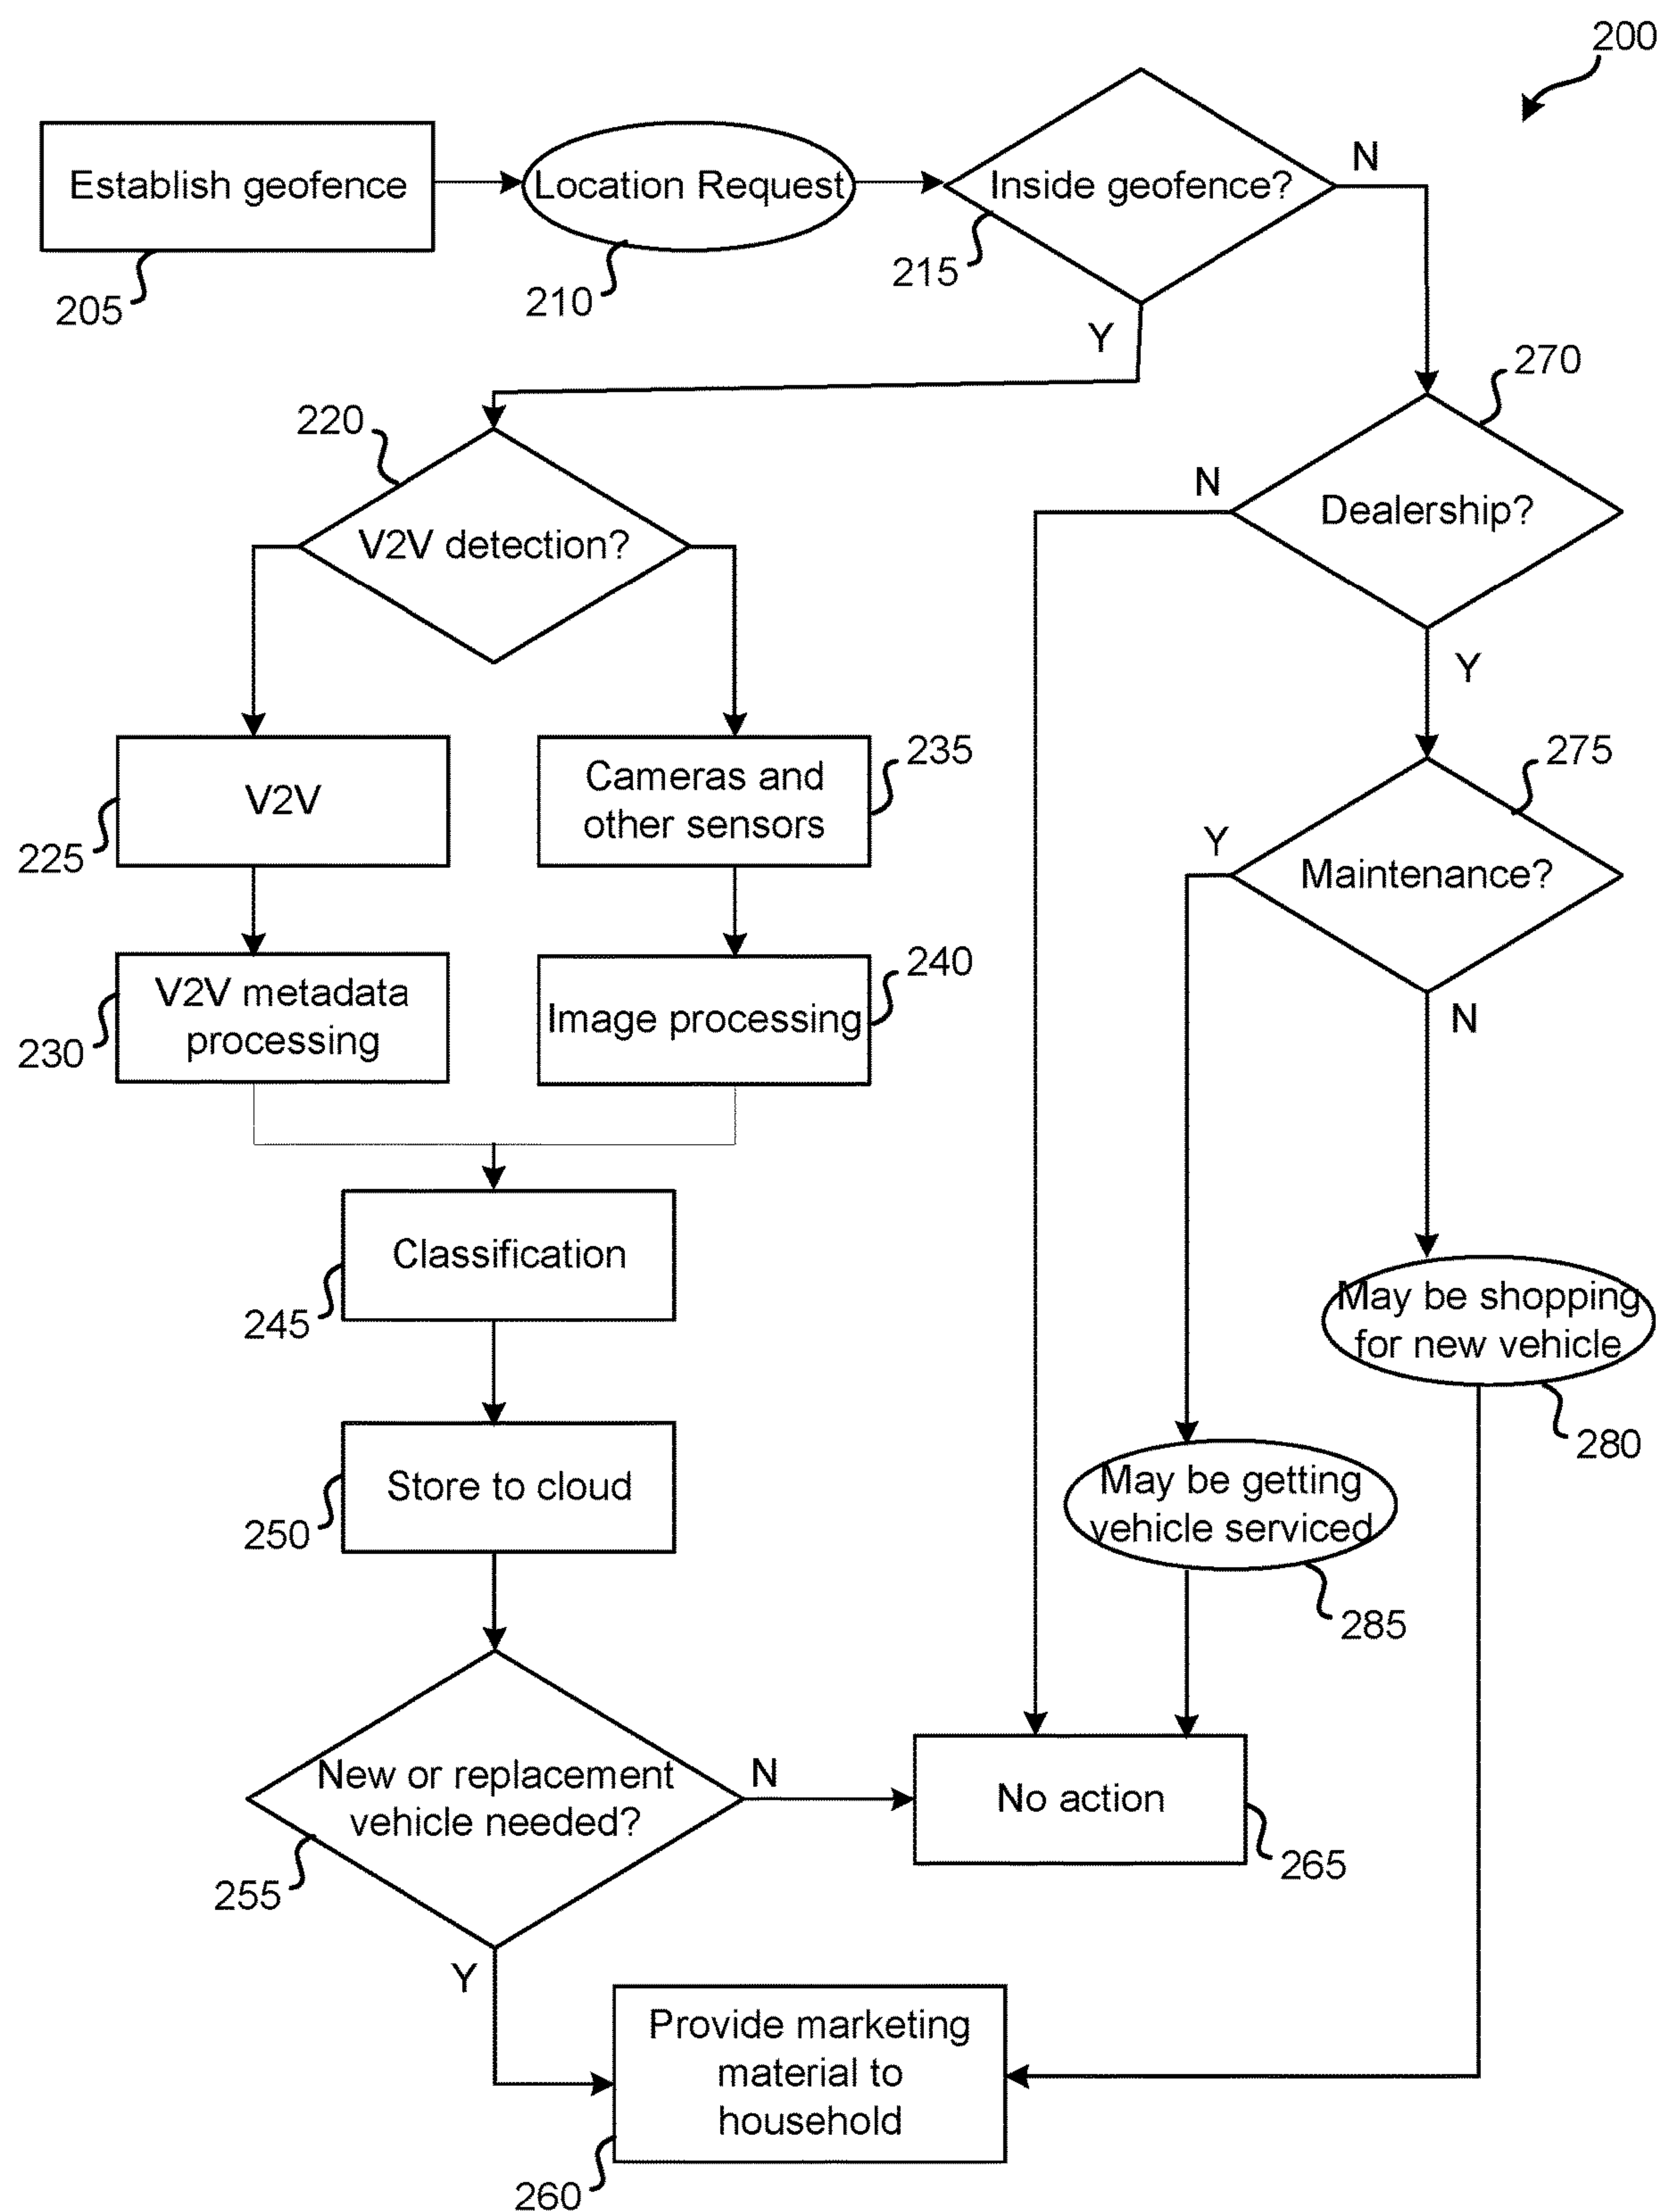 200
Establish geofence
Location Request
Inside geofence?
N
205
210
215
Y
270
220
N
Dealership?
V2V detection?
Y
235
275
V2V
Cameras and
other sensors
225
Y
Maintenance?
240
V2V metadata
processing
Image processing
230
N
Classification
245
May be shopping
for new vehicle
280
Store to cloud
250
May be getting
vehicle serviced
285
New or replacement
vehicle needed?
N
No action
265
255
Y
Provide marketing
material to
household
260